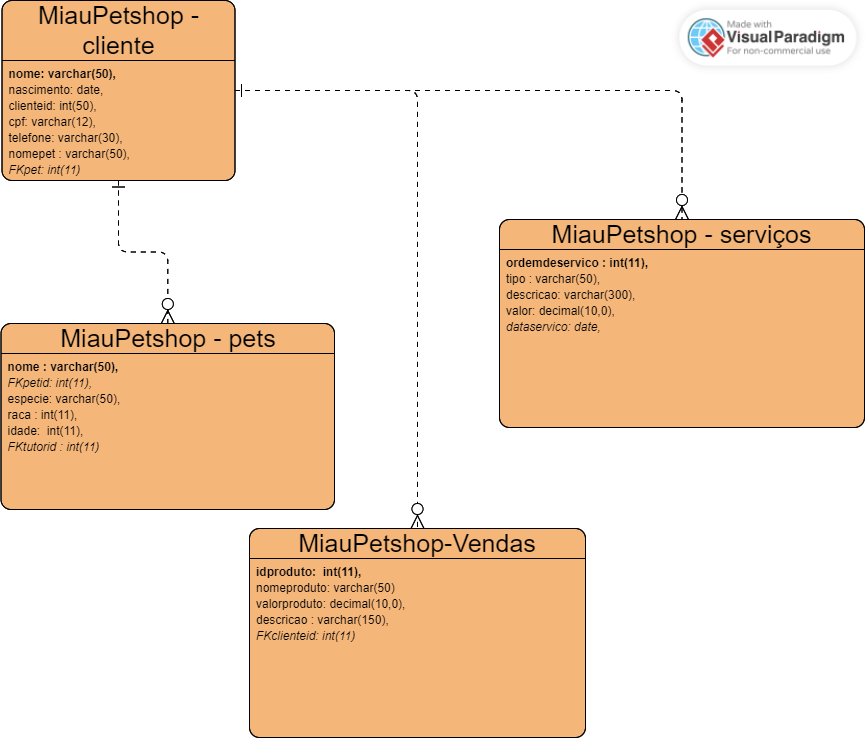 MiauPetshop -
cliente
nome: varchar(50),
nascimento: date,
clienteid: int(50),
cpf: varchar(12),
telefone: varchar(30),
nomepet : varchar(50),
FKpet: int(11)
Made with
Visual Paradigm
For non-commercial use
MiauPetshop - serviços
ordemdeservico : int(11),
tipo : varchar(50),
descricao: varchar(300),
valor: decimal(10,0),
dataservico: date,
MiauPetshop - pets
nome : varchar(50),
FKpetid: int(11),
especie: varchar(50),
raca : int(11),
idade:  int(11),
FKtutorid : int(11)
MiauPetshop-Vendas
idproduto:  int(11),
nomeproduto: varchar(50)
valorproduto: decimal(10,0),
descricao : varchar(150),
FKclienteid: int(11)